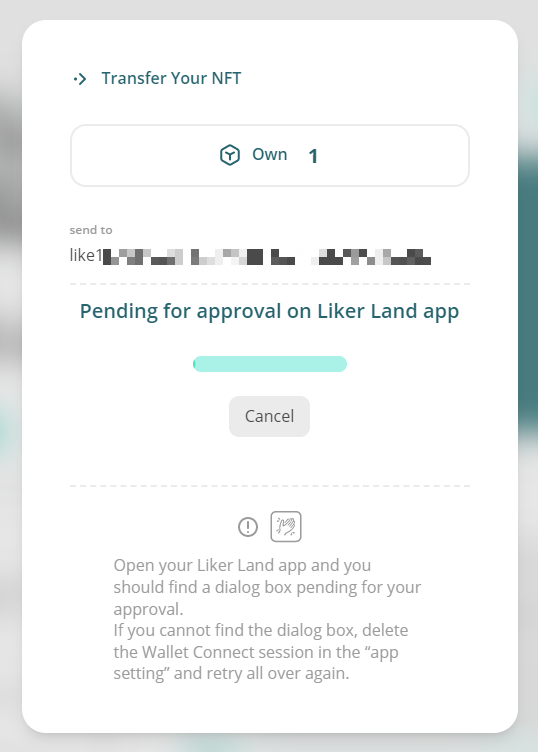 Transfer Your NFT
Own 1
send to
like1
Pending for approval on Liker Land app
Cancel
Open your Liker Land app and you
should find a dialog box pending for your
approval.
If you cannot find the dialog box, delete
the Wallet Connect session in the “app
setting” and retry all over again.